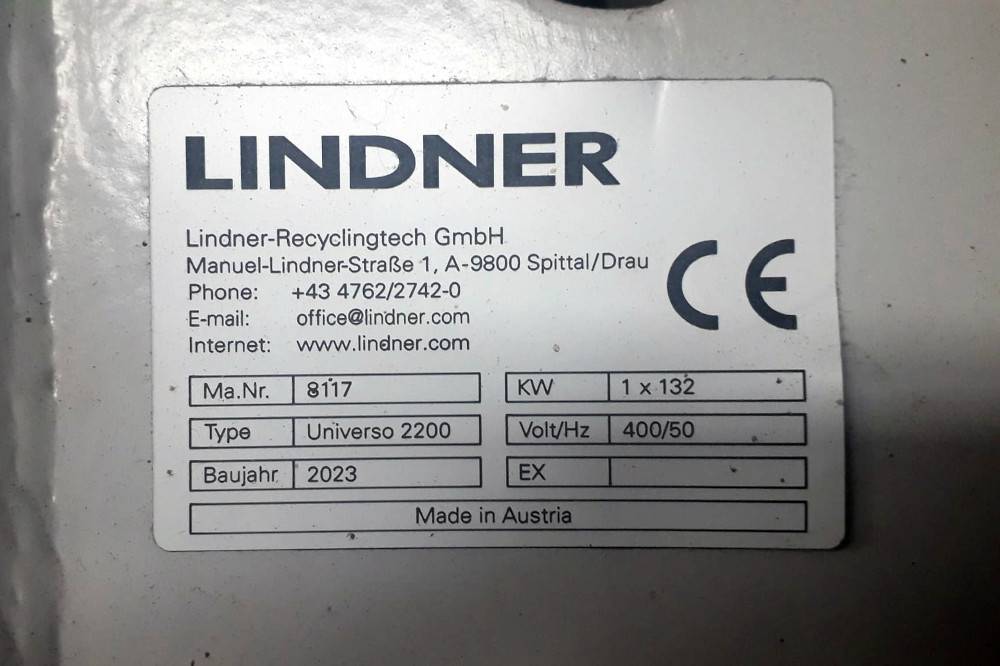 LINDNER
Lindner-Recyclingtech GmbH
Manuel-Lindner-Straße 1, A-9800 Spittal/Drau
Phone: +43 4762/2742-0
E-mail: office@lindner.com
Internet: www.lindner.com
CE
Ma.Nr. 8117 KW 1 x 132
Type Universo 2200 Volt/Hz 400/50
Baujahr 2023 EX
Made in Austria